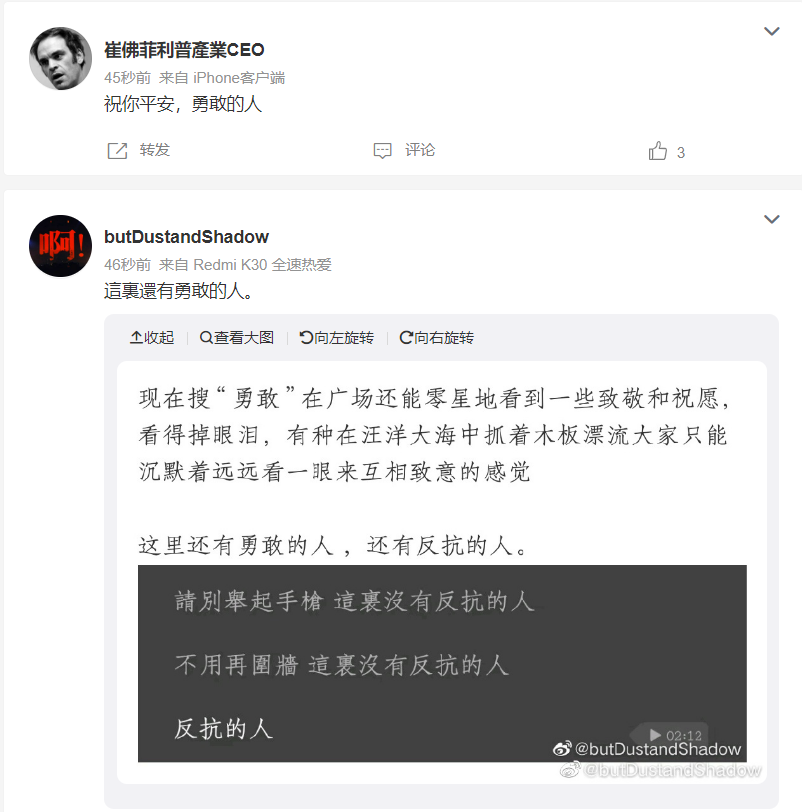 崔佛菲利普產業CEO
45秒前 来自 iPhone客户端
祝你平安，勇敢的人
转发 评论 3
啊!
butDustandShadow
46秒前 来自 Redmi K30 全速热爱
這裏還有勇敢的人。
收起 查看大图 向左旋转 向右旋转
现在搜“勇敢”在广场还能零星地看到一些致敬和祝愿，
看得掉眼泪，有种在汪洋大海中抓着木板漂流大家只能
沉默着远远看一眼来互相致意的感觉
这里还有勇敢的人，还有反抗的人。
請別舉起手槍 這裏沒有反抗的人
不用再圍牆 這裏沒有反抗的人
反抗的人
02:12
@butDustandShadow
@butDustandShadow